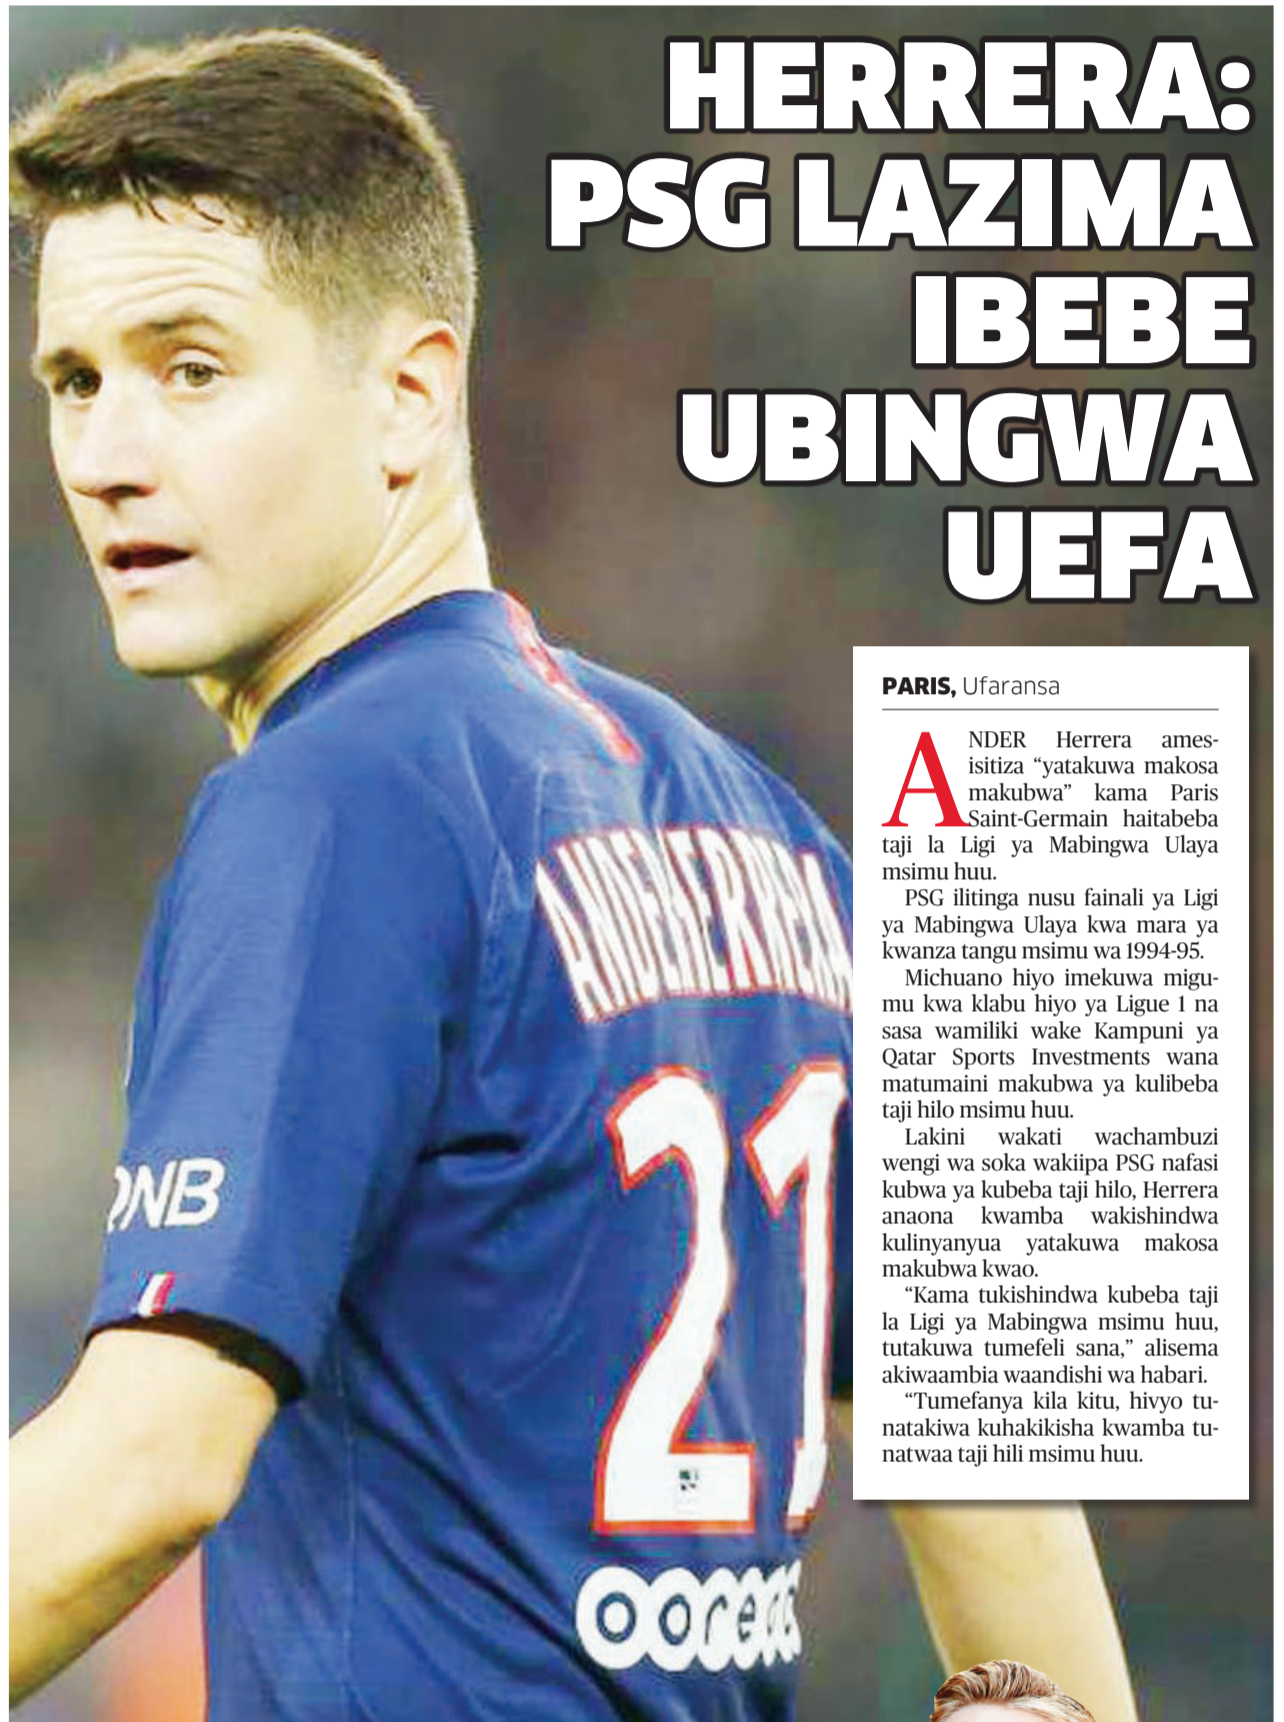 HERRERA:
PSG LAZIMA
IBEBE
UBINGWA
UEFA
PARIS, Ufaransa
ANDER Herrera ames-
isitiza “yatakuwa makosa
makubwa” kama Paris
Saint-Germain haitabeba
taji la Ligi ya Mabingwa Ulaya
msimu huu.
PSG ilitinga nusu fainali ya Ligi
ya Mabingwa Ulaya kwa mara ya
kwanza tangu msimu wa 1994-95.
Michuano hiyo imekuwa migu-
mu kwa klabu hiyo ya Ligue 1 na
sasa wamiliki wake Kampuni ya
Qatar Sports Investments wana
matumaini makubwa ya kulibeba
taji hilo msimu huu.
Lakini wakati wachambuzi
wengi wa soka wakiipa PSG nafasi
kubwa ya kubeba taji hilo, Herrera
anaona kwamba wakishindwa
kulinyanyua yatakuwa makosa
makubwa kwao.
“Kama tukishindwa kubeba taji
la Ligi ya Mabingwa msimu huu,
tutakuwa tumefeli sana,” alisema
akiwaambia waandishi wa habari.
“Tumefanya kila kitu, hivyo tu-
natakiwa kuhakikisha kwamba tu-
natwaa taji hili msimu huu.
ANDER HERRERA
21
QNB
ooredoo